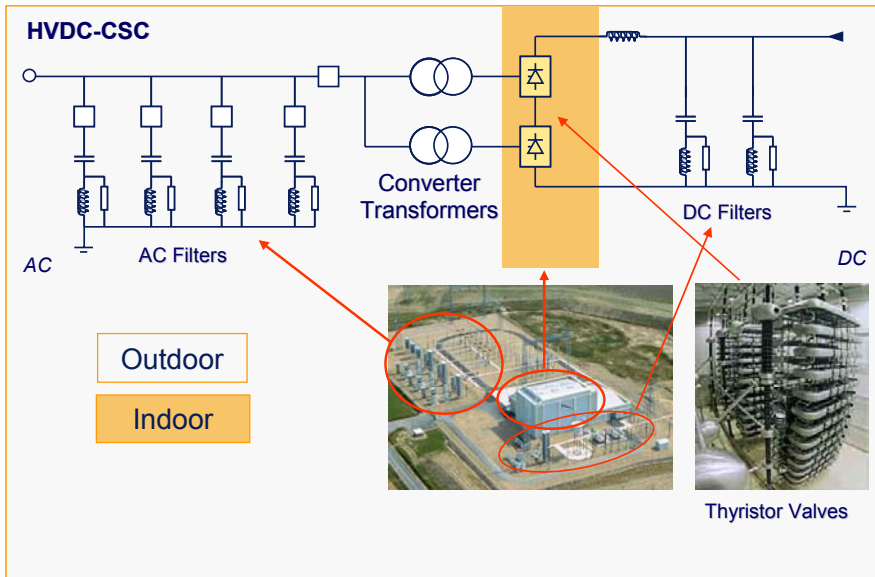 HVDC-CSC
Converter
Transformers
AC Filters
DC Filters
AC
DC
Outdoor
Indoor
Thyristor Valves